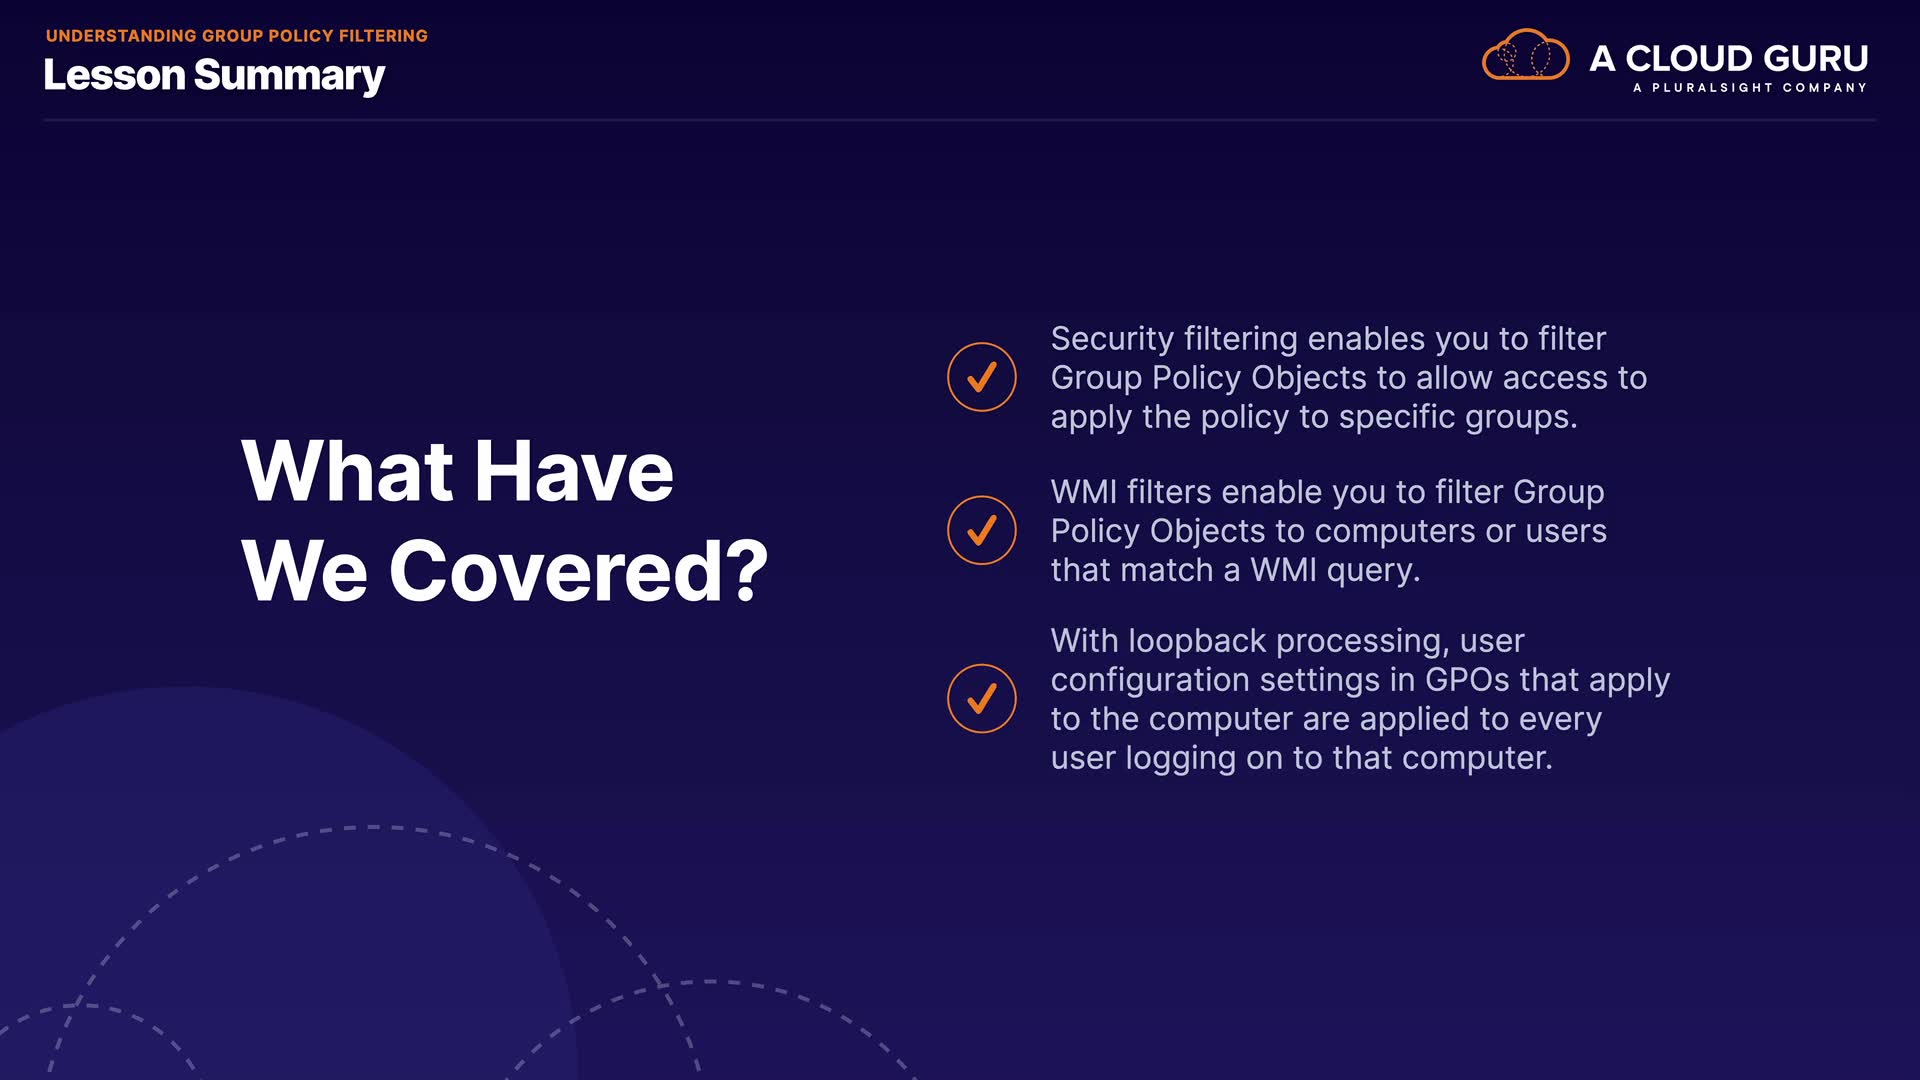 UNDERSTANDING GROUP POLICY FILTERING
Lesson Summary
A CLOUD GURU
A PLURALSIGHT COMPANY
What Have
We Covered?
Security filtering enables you to filter
Group Policy Objects to allow access to
apply the policy to specific groups.
WMI filters enable you to filter Group
Policy Objects to computers or users
that match a WMI query.
With loopback processing, user
configuration settings in GPOs that apply
to the computer are applied to every
user logging on to that computer.